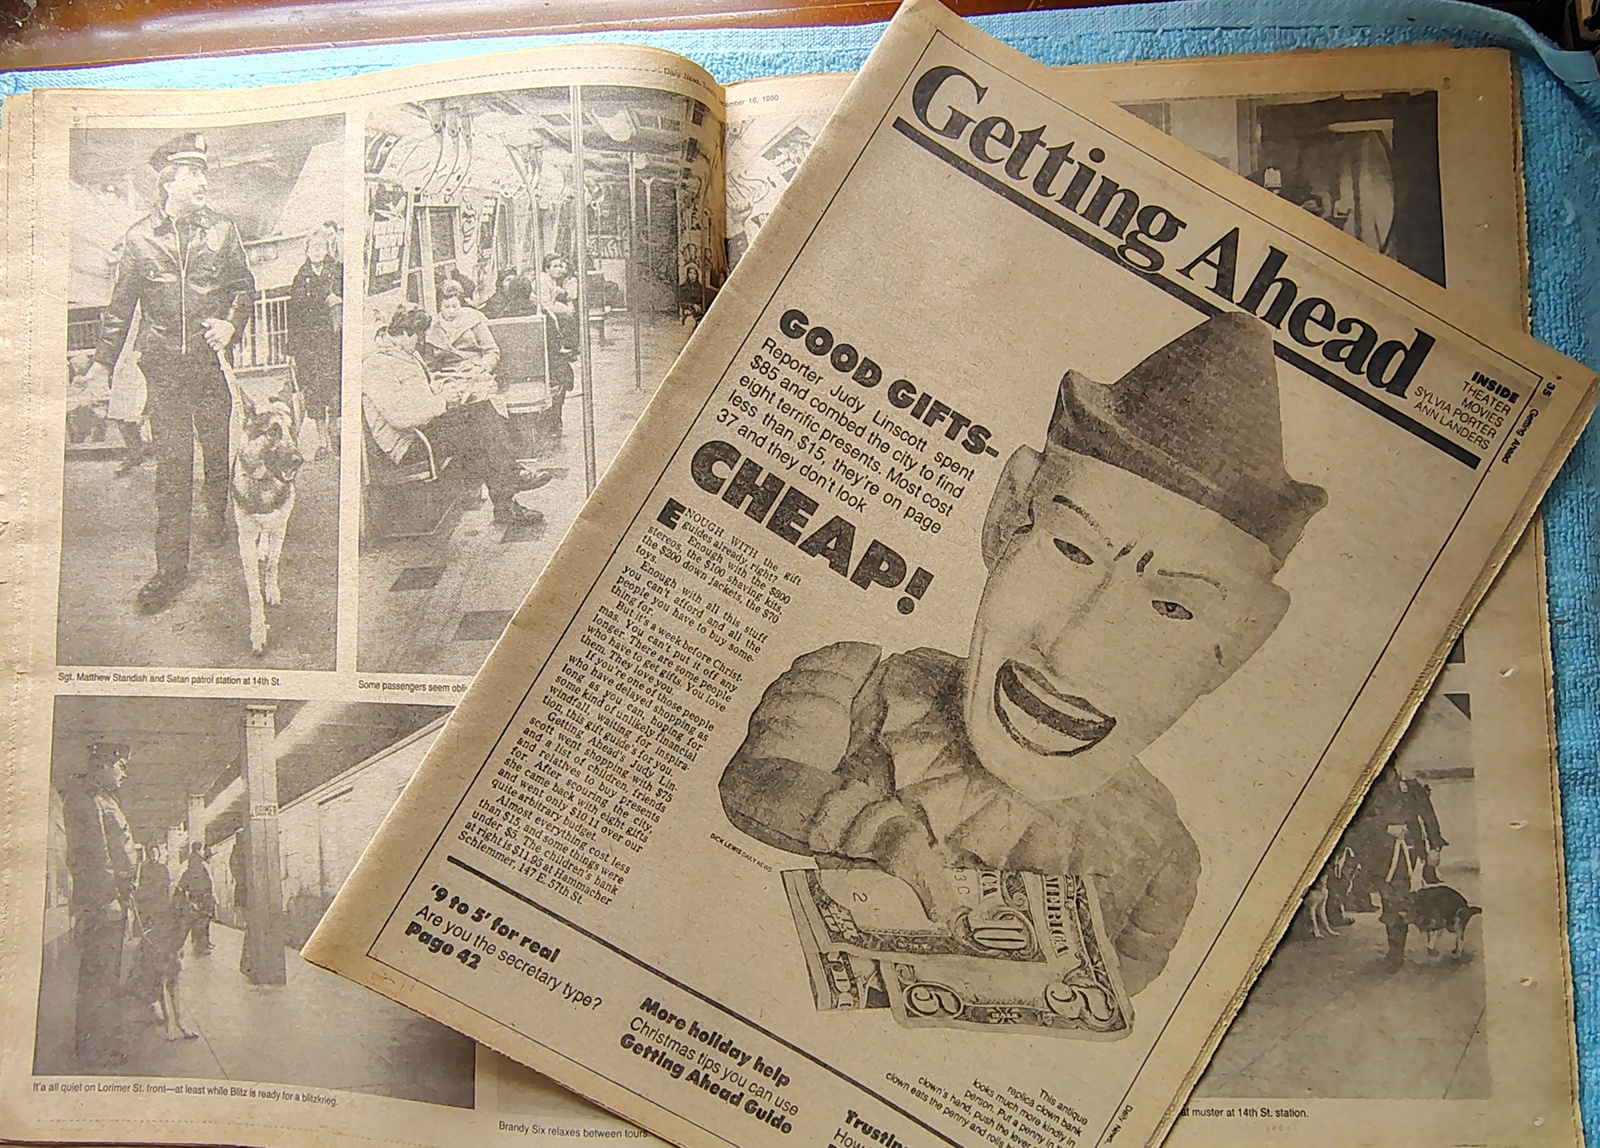 Daily News, Tues
ember 16, 1980
Sgt. Matthew Standish and Satan patrol station at 14th St.
Some passengers seem obli
LORIMER
It's all quiet on Lorimer St. front—at least while Blitz is ready for a blitzkrieg.
Brandy Six relaxes between tours.
at muster at 14th St. station.
Getting Ahead
INSIDE
THEATER
MOVIES
SYLVIA PORTER
ANN LANDERS
35
Getting Ahead
GOOD GIFTS-
Reporter Judy Linscott spent
$85 and combed the city to find
eight terrific presents. Most cost
less than $15, they're on page
37 and they don't look
CHEAP!
ENOUGH WITH the gift
guides already, right?
Enough with the $800
stereos, the $100 shaving kits,
the $200 down jackets, the $70
toys.
Enough with all this stuff
you can't afford and all the
people you have to buy some-
thing for.
But it's a week before Christ-
mas. You can't put it off any
longer. There are some people
who have to get gifts. You love
them. They love you.
If you're one of those people
who have delayed shopping as
long as you can, hoping for
some kind of unlikely financial
windfall, waiting for inspira-
tion, this gift guide's for you.
Getting Ahead's Judy Lin-
scott went shopping with $75
and a list of children, friends
and relatives to buy presents
for. After scouring the city,
she came back with eight gifts
and went only $10.11 over our
quite arbitrary budget.
Almost everything cost less
than $15, and some things were
under $5. The children's bank
at right is $11.95 at Hammacher
Schlemmer, 147 E. 57th St.
DICK LEWIS DAILY NEWS
'9 to 5' for real
Are you the secretary type?
Page 42
More holiday help
Christmas tips you can use
Getting Ahead Guide
Trusting
How
This antique
replica clown bank
looks much more kindly in
person. Put a penny in
clown's hand, push the lever
clown eats the penny and rolls
Daily News,